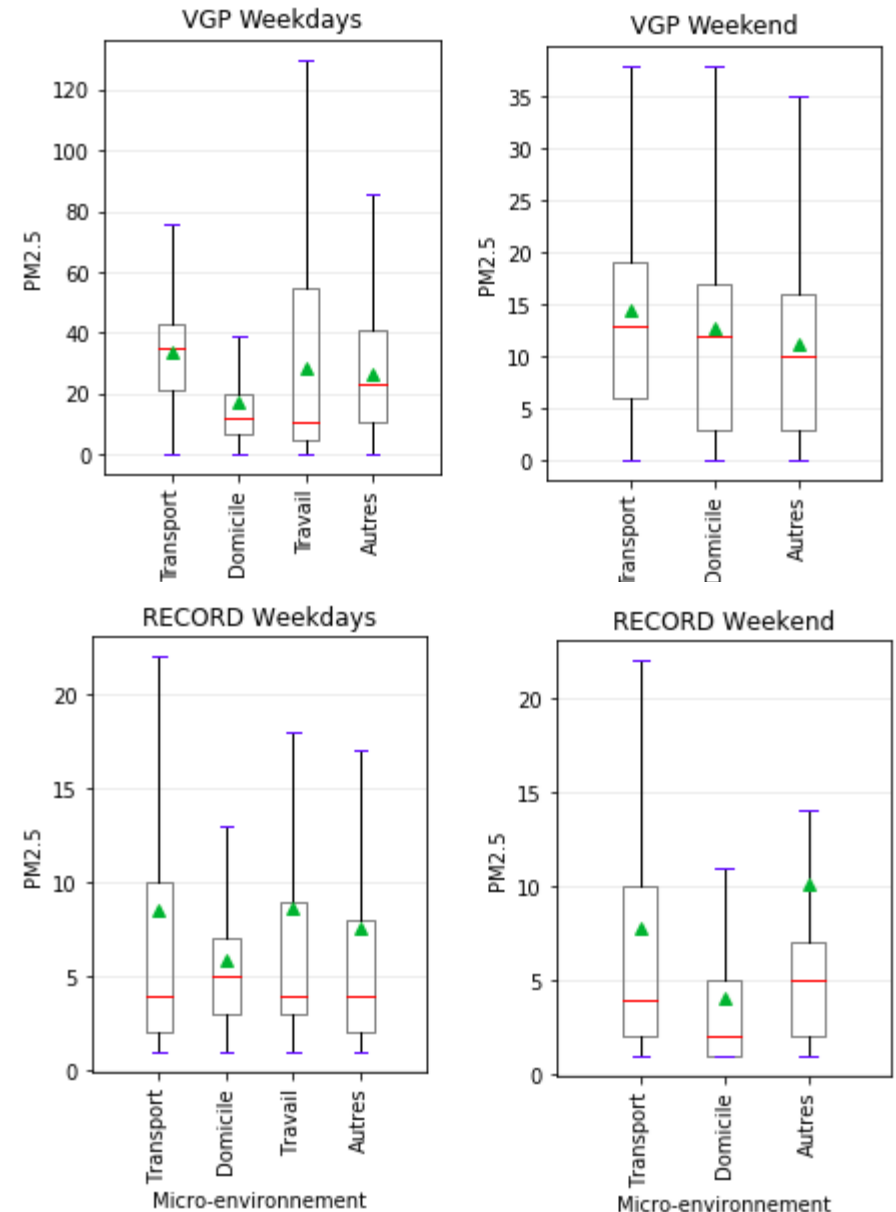 VGP Weekdays
120
100
80
60
40
20
0
PM2.5
Transport
Domicile
Travail
Autres
VGP Weekend
35
30
25
20
15
10
5
0
PM2.5
Transport
Domicile
Autres
RECORD Weekdays
20
15
10
5
0
PM2.5
Transport
Domicile
Travail
Autres
Micro-environnement
RECORD Weekend
20
15
10
5
0
PM2.5
Transport
Domicile
Autres
Micro-environnement